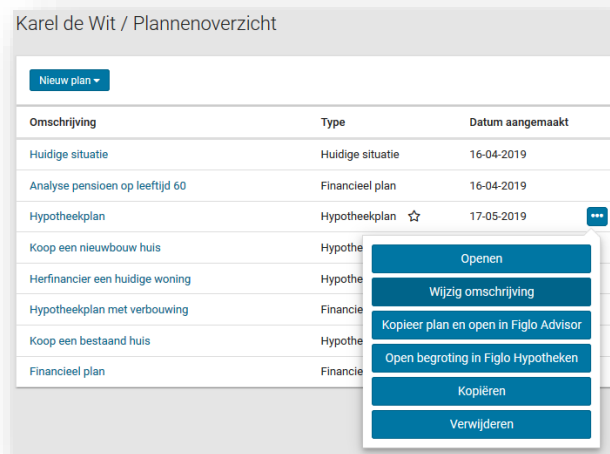 Karel de Wit / Plannenoverzicht
Nieuw plan
Omschrijving Type Datum aangemaakt
Huidige situatie Huidige situatie 16-04-2019
Analyse pensioen op leeftijd 60 Financieel plan 16-04-2019
Hypotheekplan Hypotheekplan 17-05-2019
Koop een nieuwbouw huis Hypothe
Herfinancier een huidige woning Hypothe
Hypotheekplan met verbouwing Financie
Koop een bestaand huis Hypothe
Financieel plan Financie
Openen
Wijzig omschrijving
Kopieer plan en open in Figlo Advisor
Open begroting in Figlo Hypotheken
Kopiëren
Verwijderen